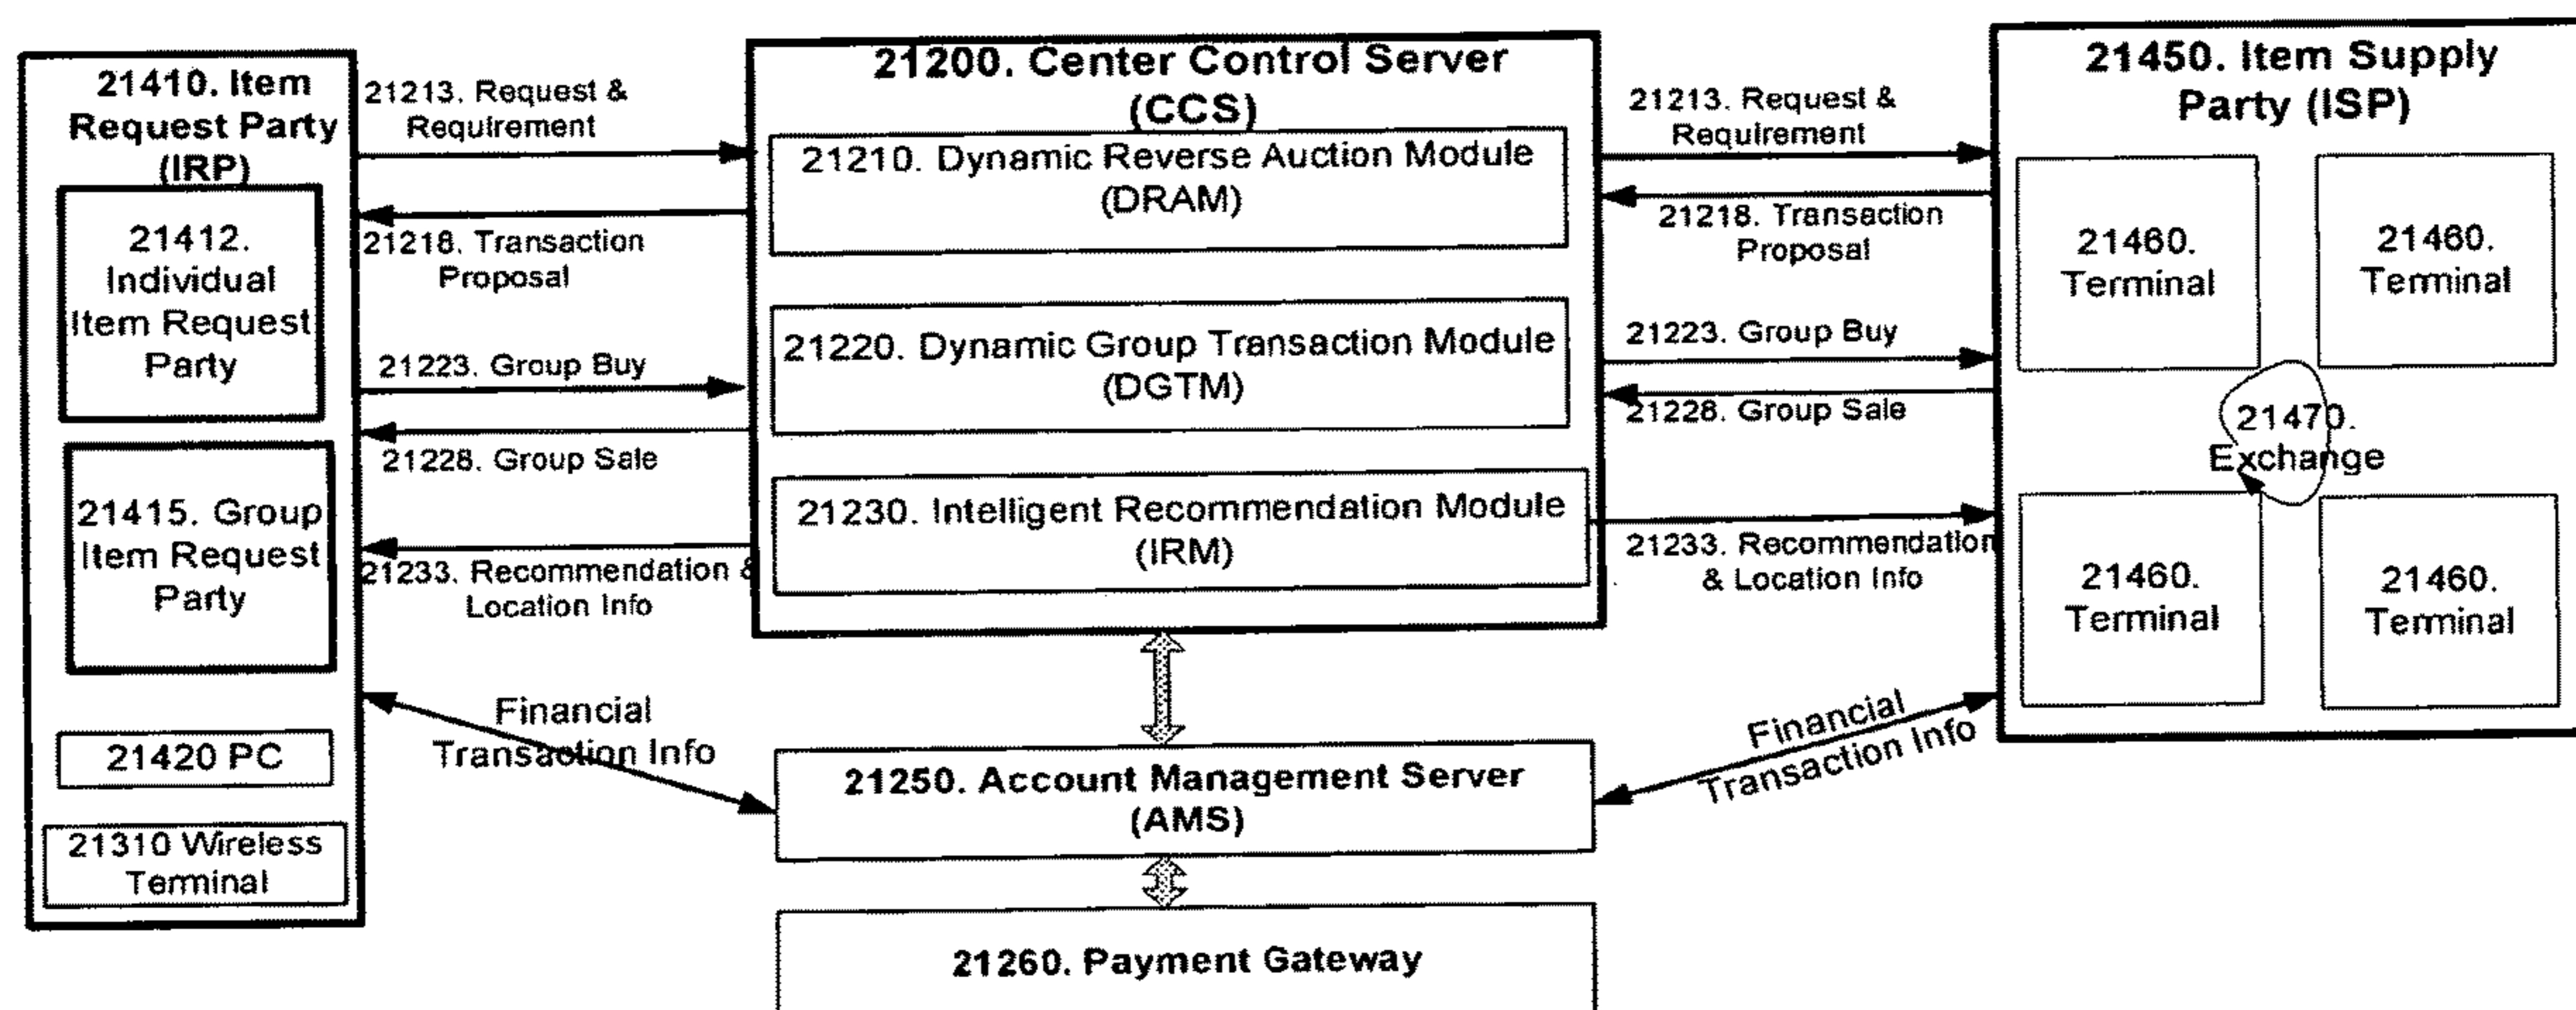 21410. Item
Request Party
(IRP)
21412.
Individual
Item Request
Party
21415. Group
Item Request
Party
21420 PC
21310 Wireless
Terminal
21213. Request &
Requirement
21218. Transaction
Proposal
21223. Group Buy
21228. Group Sale
21233. Recommendation &
Location Info
Financial
Transaction Info
21200. Center Control Server
(CCS)
21210. Dynamic Reverse Auction Module
(DRAM)
21220. Dynamic Group Transaction Module
(DGTM)
21230. Intelligent Recommendation Module
(IRM)
21250. Account Management Server
(AMS)
21260. Payment Gateway
21213. Request &
Requirement
21218. Transaction
Proposal
21223. Group Buy
21228. Group Sale
21233. Recommendation
& Location Info
Financial
Transaction Info
21450. Item Supply
Party (ISP)
21460.
Terminal
21460.
Terminal
21470.
Exchange
21460.
Terminal
21460.
Terminal